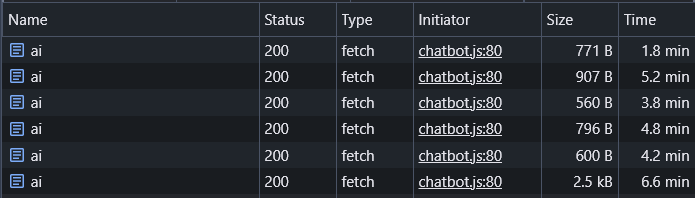 Name Status Type Initiator Size Time
ai 200 fetch chatbot.js:80 771 B 1.8 min
ai 200 fetch chatbot.js:80 907 B 5.2 min
ai 200 fetch chatbot.js:80 560 B 3.8 min
ai 200 fetch chatbot.js:80 796 B 4.8 min
ai 200 fetch chatbot.js:80 600 B 4.2 min
ai 200 fetch chatbot.js:80 2.5 kB 6.6 min